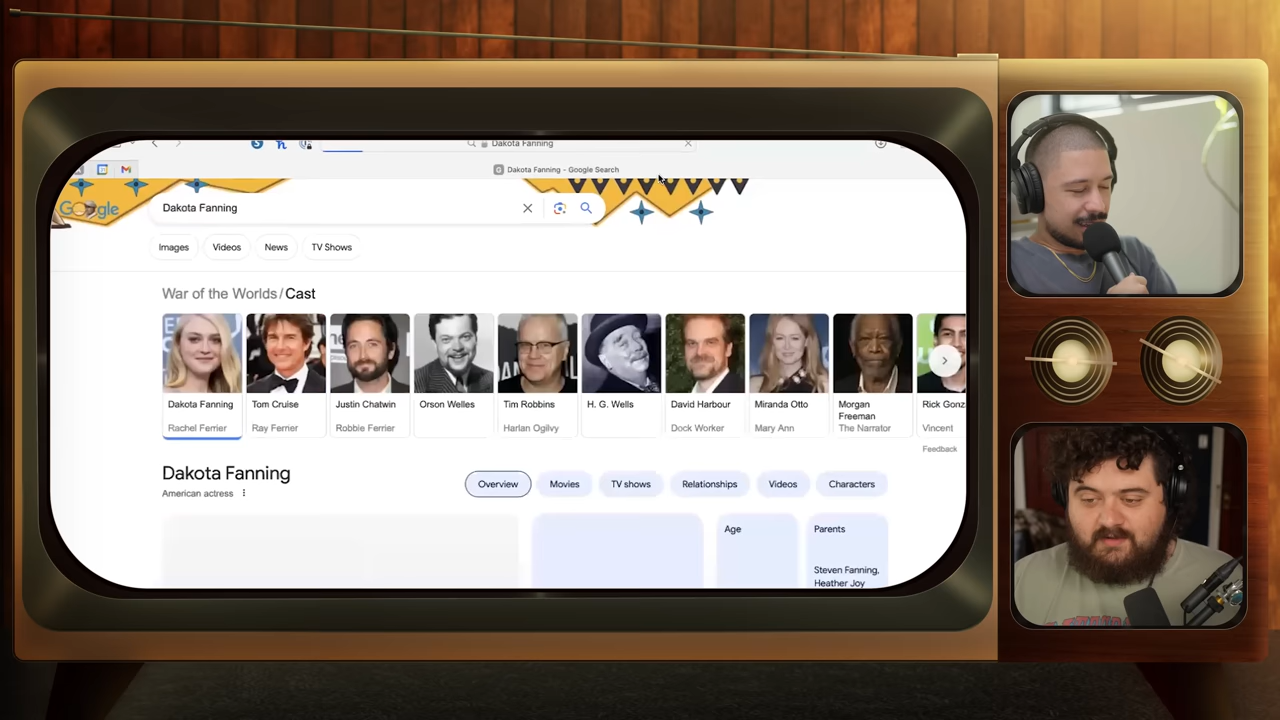 Dakota Fanning
Dakota Fanning - Google Search
Google
Dakota Fanning
Images
Videos
News
TV Shows
War of the Worlds / Cast
Dakota Fanning
Rachel Ferrier
Tom Cruise
Ray Ferrier
Justin Chatwin
Robbie Ferrier
Orson Welles
Tim Robbins
Harlan Ogilvy
H. G. Wells
David Harbour
Dock Worker
Miranda Otto
Mary Ann
Morgan
Freeman
The Narrator
Rick Gonz
Vincent
Feedback
Dakota Fanning
American actress
Overview
Movies
TV shows
Relationships
Videos
Characters
Age
Parents
Steven Fanning,
Heather Joy